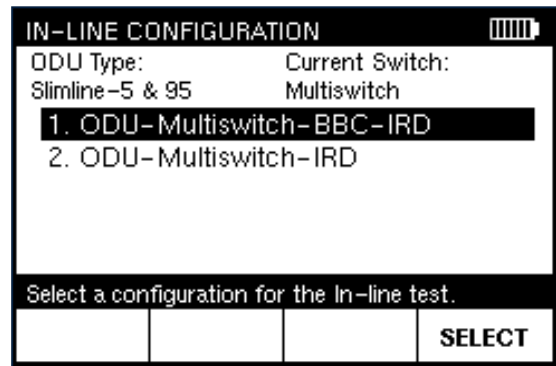 IN-LINE CONFIGURATION
ODU Type: Current Switch:
Slimline-5 & 95 Multiswitch
1. ODU-Multiswitch-BBC-IRD
2. ODU-Multiswitch-IRD
Select a configuration for the In-line test.
SELECT